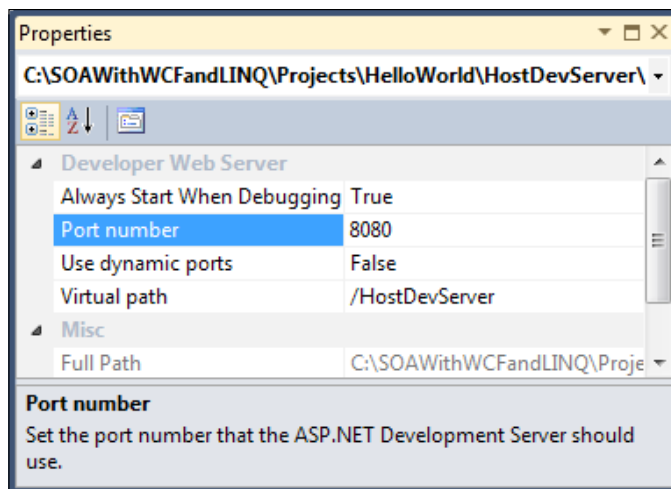 Properties
C:\SOAWithWCFandLINQ\Projects\HelloWorld\HostDevServer\
Developer Web Server
Always Start When Debugging True
Port number 8080
Use dynamic ports False
Virtual path /HostDevServer
Misc
Full Path C:\SOAWithWCFandLINQ\Proje
Port number
Set the port number that the ASP.NET Development Server should
use.